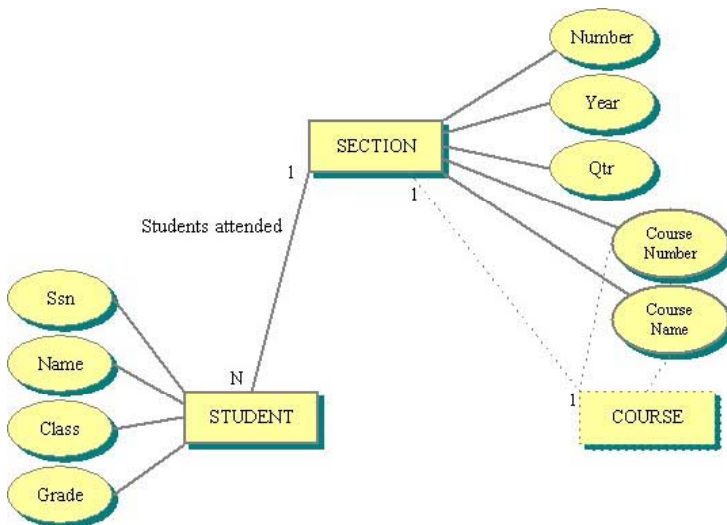 Number
Year
SECTION
Qtr
1
1
Students attended
Course
Number
Ssn
Course
Name
Name
N
1
STUDENT
COURSE
Class
Grade